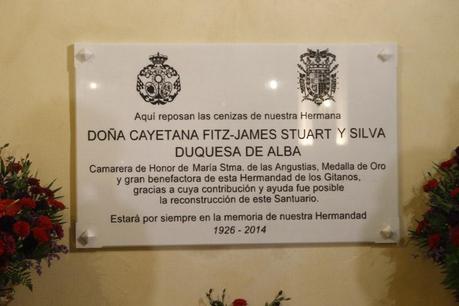 Aquí reposan las cenizas de nuestra Hermana
DOÑA CAYETANA FITZ-JAMES STUART Y SILVA
DUQUESA DE ALBA
Camarera de Honor de María Stma. de las Angustias, Medalla de Oro
y gran benefactora de esta Hermandad de los Gitanos,
gracias a cuya contribución y ayuda fue posible
la reconstrucción de este Santuario.
Estará por siempre en la memoria de nuestra Hermandad
1926 - 2014